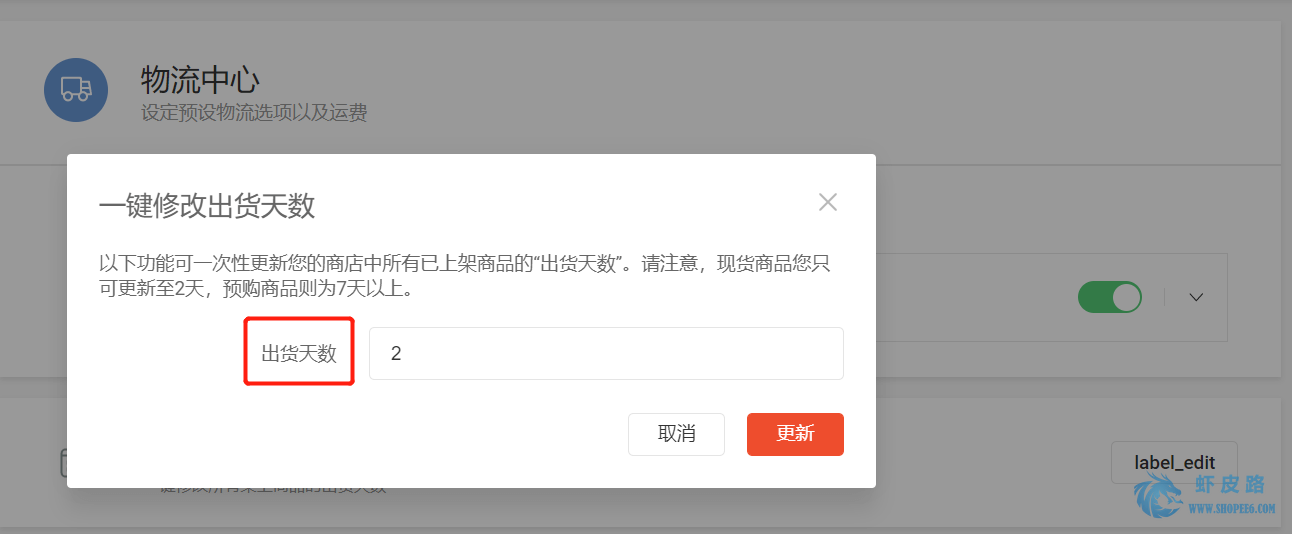 物流中心
设定预设物流选项以及运费
一键修改出货天数
以下功能可一次性更新您的商店中所有已上架商品的“出货天数”。请注意，现货商品您只
可更新至2天，预购商品则为7天以上。
出货天数
2
取消
更新
label_edit
虾皮路
WWW.SHOPEE6.COM